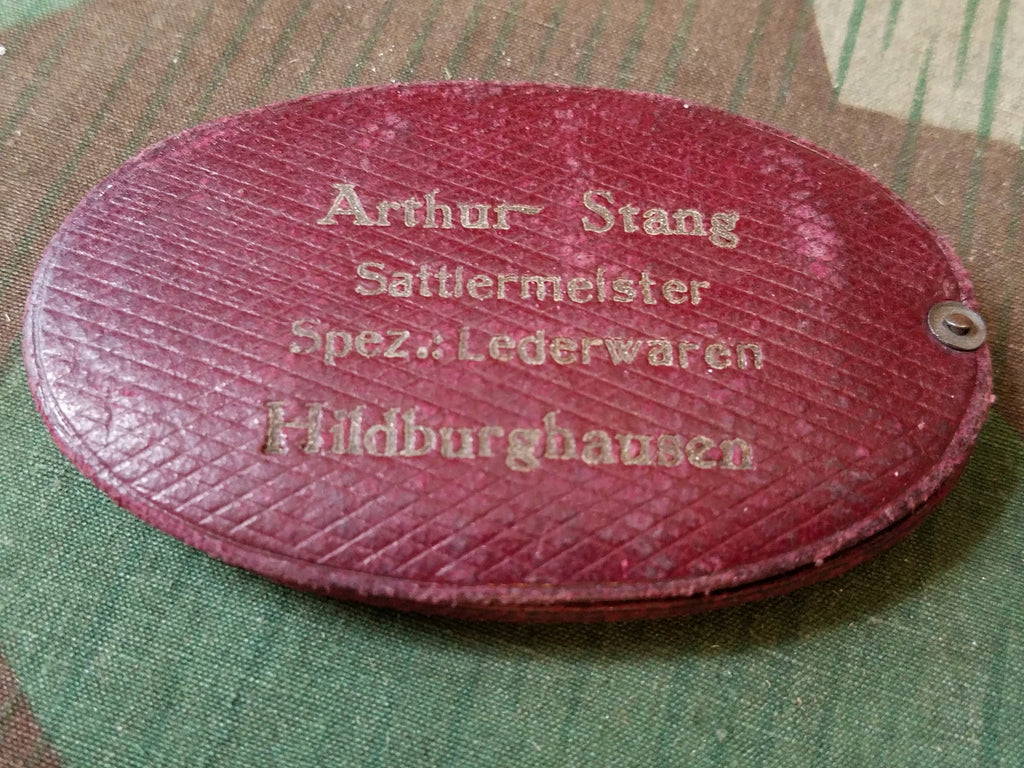 Arthur Stang
Sattlermeister
Spez.: Lederwaren
Hildburghausen